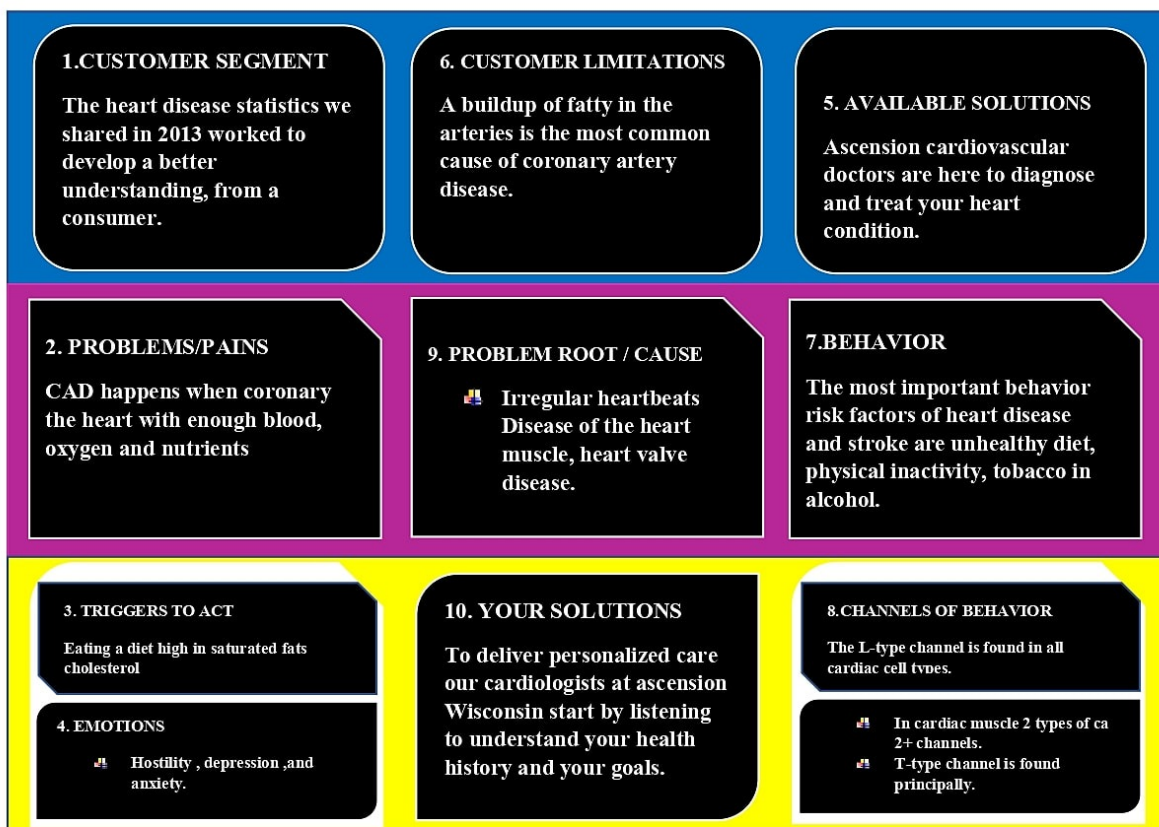 1.CUSTOMER SEGMENT
The heart disease statistics we
shared in 2013 worked to
develop a better
understanding, from a
consumer.
6. CUSTOMER LIMITATIONS
A buildup of fatty in the
arteries is the most common
cause of coronary artery
disease.
5. AVAILABLE SOLUTIONS
Ascension cardiovascular
doctors are here to diagnose
and treat your heart
condition.
2. PROBLEMS/PAINS
CAD happens when coronary
the heart with enough blood,
oxygen and nutrients
9. PROBLEM ROOT / CAUSE
Irregular heartbeats
Disease of the heart
muscle, heart valve
disease.
7.BEHAVIOR
The most important behavior
risk factors of heart disease
and stroke are unhealthy diet,
physical inactivity, tobacco in
alcohol.
3. TRIGGERS TO ACT
Eating a diet high in saturated fats
cholesterol
4. EMOTIONS
Hostility , depression ,and
anxiety.
10. YOUR SOLUTIONS
To deliver personalized care
our cardiologists at ascension
Wisconsin start by listening
to understand your health
history and your goals.
8.CHANNELS OF BEHAVIOR
The L-type channel is found in all
cardiac cell types.
In cardiac muscle 2 types of ca
2+ channels.
T-type channel is found
principally.